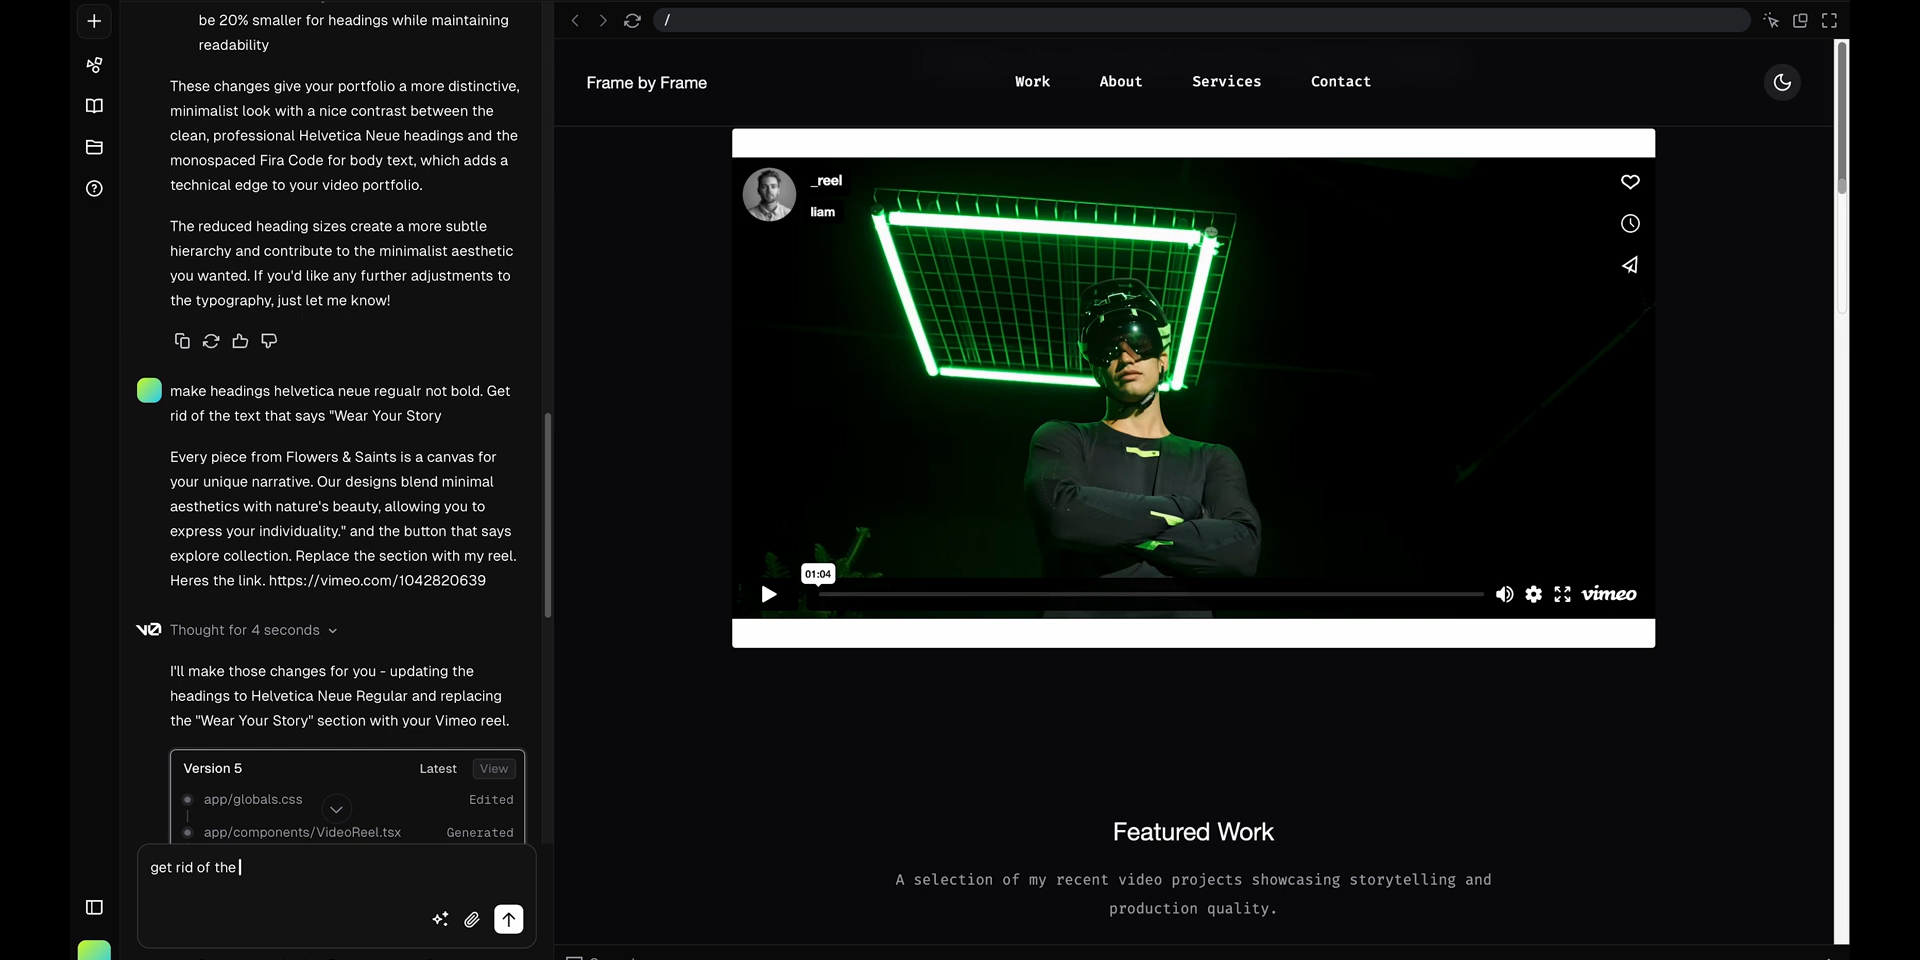 be 20% smaller for headings while maintaining
readability
These changes give your portfolio a more distinctive,
minimalist look with a nice contrast between the
clean, professional Helvetica Neue headings and the
monospaced Fira Code for body text, which adds a
technical edge to your video portfolio.
The reduced heading sizes create a more subtle
hierarchy and contribute to the minimalist aesthetic
you wanted. If you'd like any further adjustments to
the typography, just let me know!
make headings helvetica neue regualr not bold. Get
rid of the text that says "Wear Your Story
Every piece from Flowers & Saints is a canvas for
your unique narrative. Our designs blend minimal
aesthetics with nature's beauty, allowing you to
express your individuality." and the button that says
explore collection. Replace the section with my reel.
Heres the link. https://vimeo.com/1042820639
v0 Thought for 4 seconds
I'll make those changes for you - updating the
headings to Helvetica Neue Regular and replacing
the "Wear Your Story" section with your Vimeo reel.
Version 5 Latest View
app/globals.css Edited
app/components/VideoReel.tsx Generated
get rid of the
/
Frame by Frame Work About Services Contact
_reel
liam
01:04
vimeo
Featured Work
A selection of my recent video projects showcasing storytelling and
production quality.